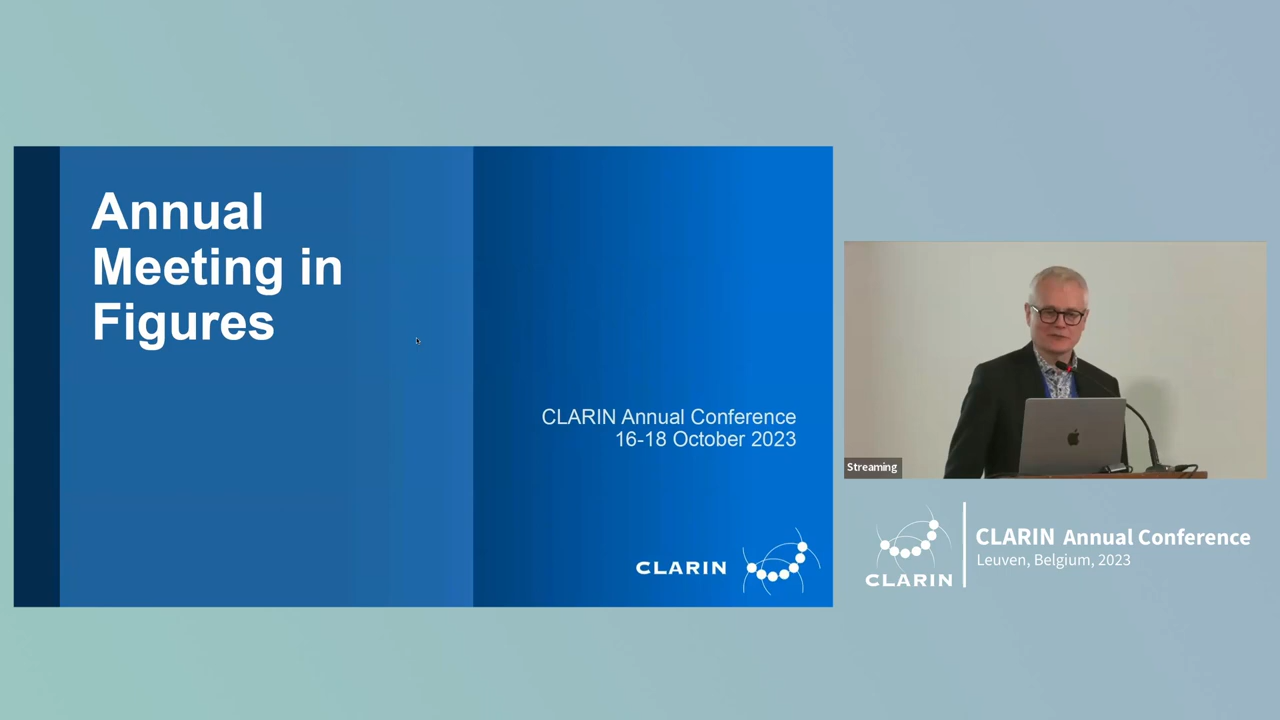 Annual
Meeting in
Figures
CLARIN Annual Conference
16-18 October 2023
CLARIN
Streaming
CLARIN
CLARIN Annual Conference
Leuven, Belgium, 2023